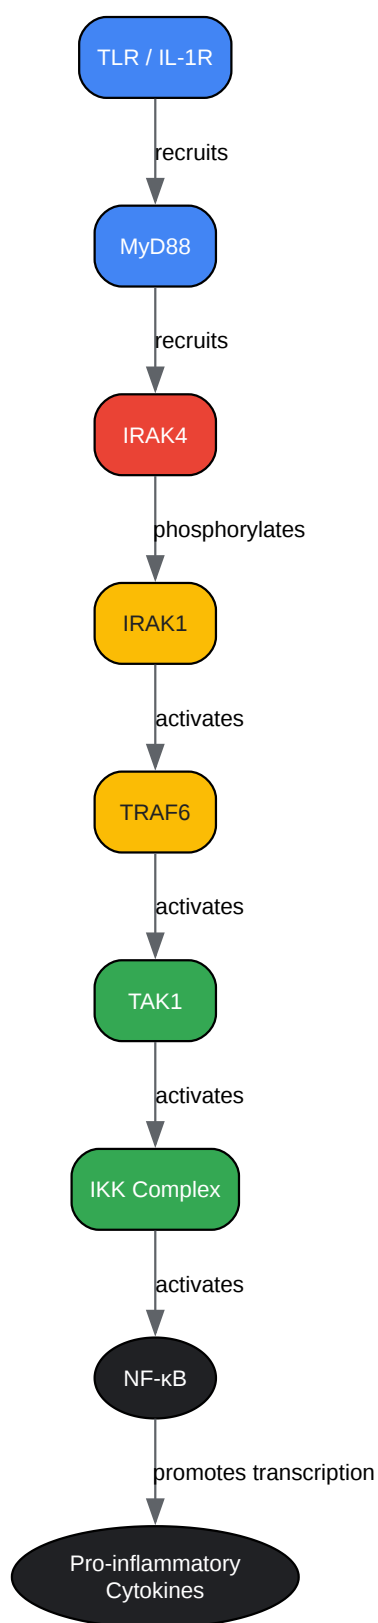 TLR / IL-1R
recruits
MyD88
recruits
IRAK4
phosphorylates
IRAK1
activates
TRAF6
activates
TAK1
activates
IKK Complex
activates
NF-κB
promotes transcription
Pro-inflammatory
Cytokines